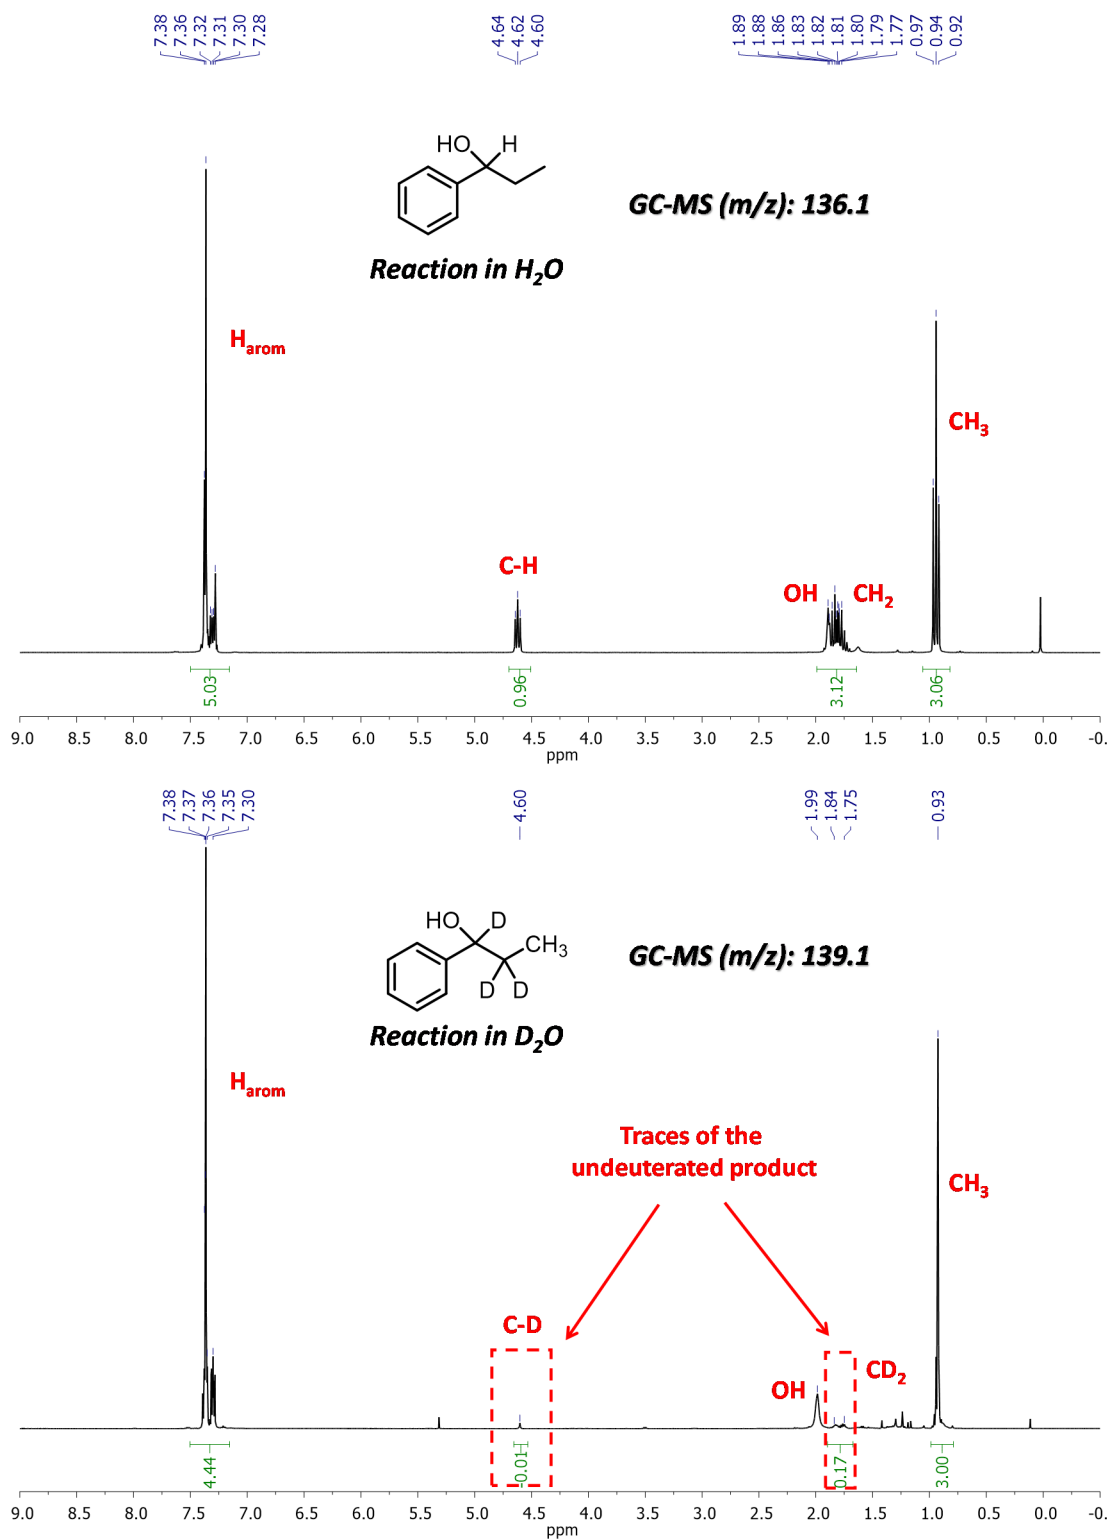 7.38 7.36 7.32 7.31 7.30 7.28 4.64 4.62 4.60 1.89 1.88 1.86 1.83 1.82 1.81 1.80 1.79 1.77 0.97 0.94 0.92
HO H
GC-MS (m/z): 136.1
Reaction in H2O
Harom
CH3
C-H
OH CH2
5.03 0.96 3.12 3.06
9.0 8.5 7.5 6.5 6.0 5.5 5.0 4.5 4.0 3.5 3.0 2.5 2.0 1.5 1.0 0.5 0.0 -0.
ppm
7.38 7.37 7.36 7.35 7.30 4.60 1.99 1.84 1.75 0.93
HO D
CH3
GC-MS (m/z): 139.1
D D
Reaction in D2O
Harom
Traces of the
undeuterated product
CH3
C-D
CD2
OH
4.44 0.01 0.17 3.00
9.0 8.5 7.5 6.5 6.0 5.5 5.0 4.5 4.0 3.5 3.0 2.5 2.0 1.5 1.0 0.5 0.0 -0.
ppm